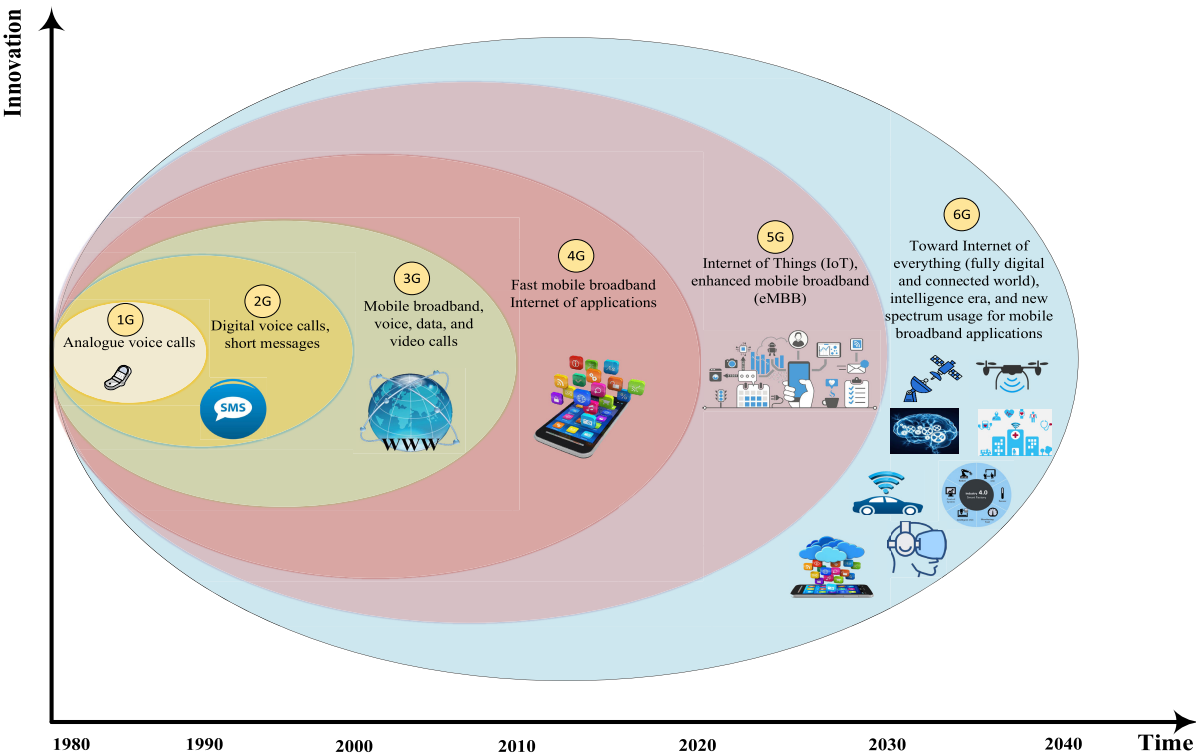 Innovation
6G
Toward Internet of
everything (fully digital
and connected world),
intelligence era, and new
spectrum usage for mobile
broadband applications
5G
Internet of Things (IoT),
enhanced mobile broadband
(eMBB)
4G
Fast mobile broadband
Internet of applications
3G
Mobile broadband,
voice, data, and
video calls
2G
Digital voice calls,
short messages
1G
Analogue voice calls
SMS
WWW
Industry 4.0
1980
1990
2000
2010
2020
2030
2040
Time